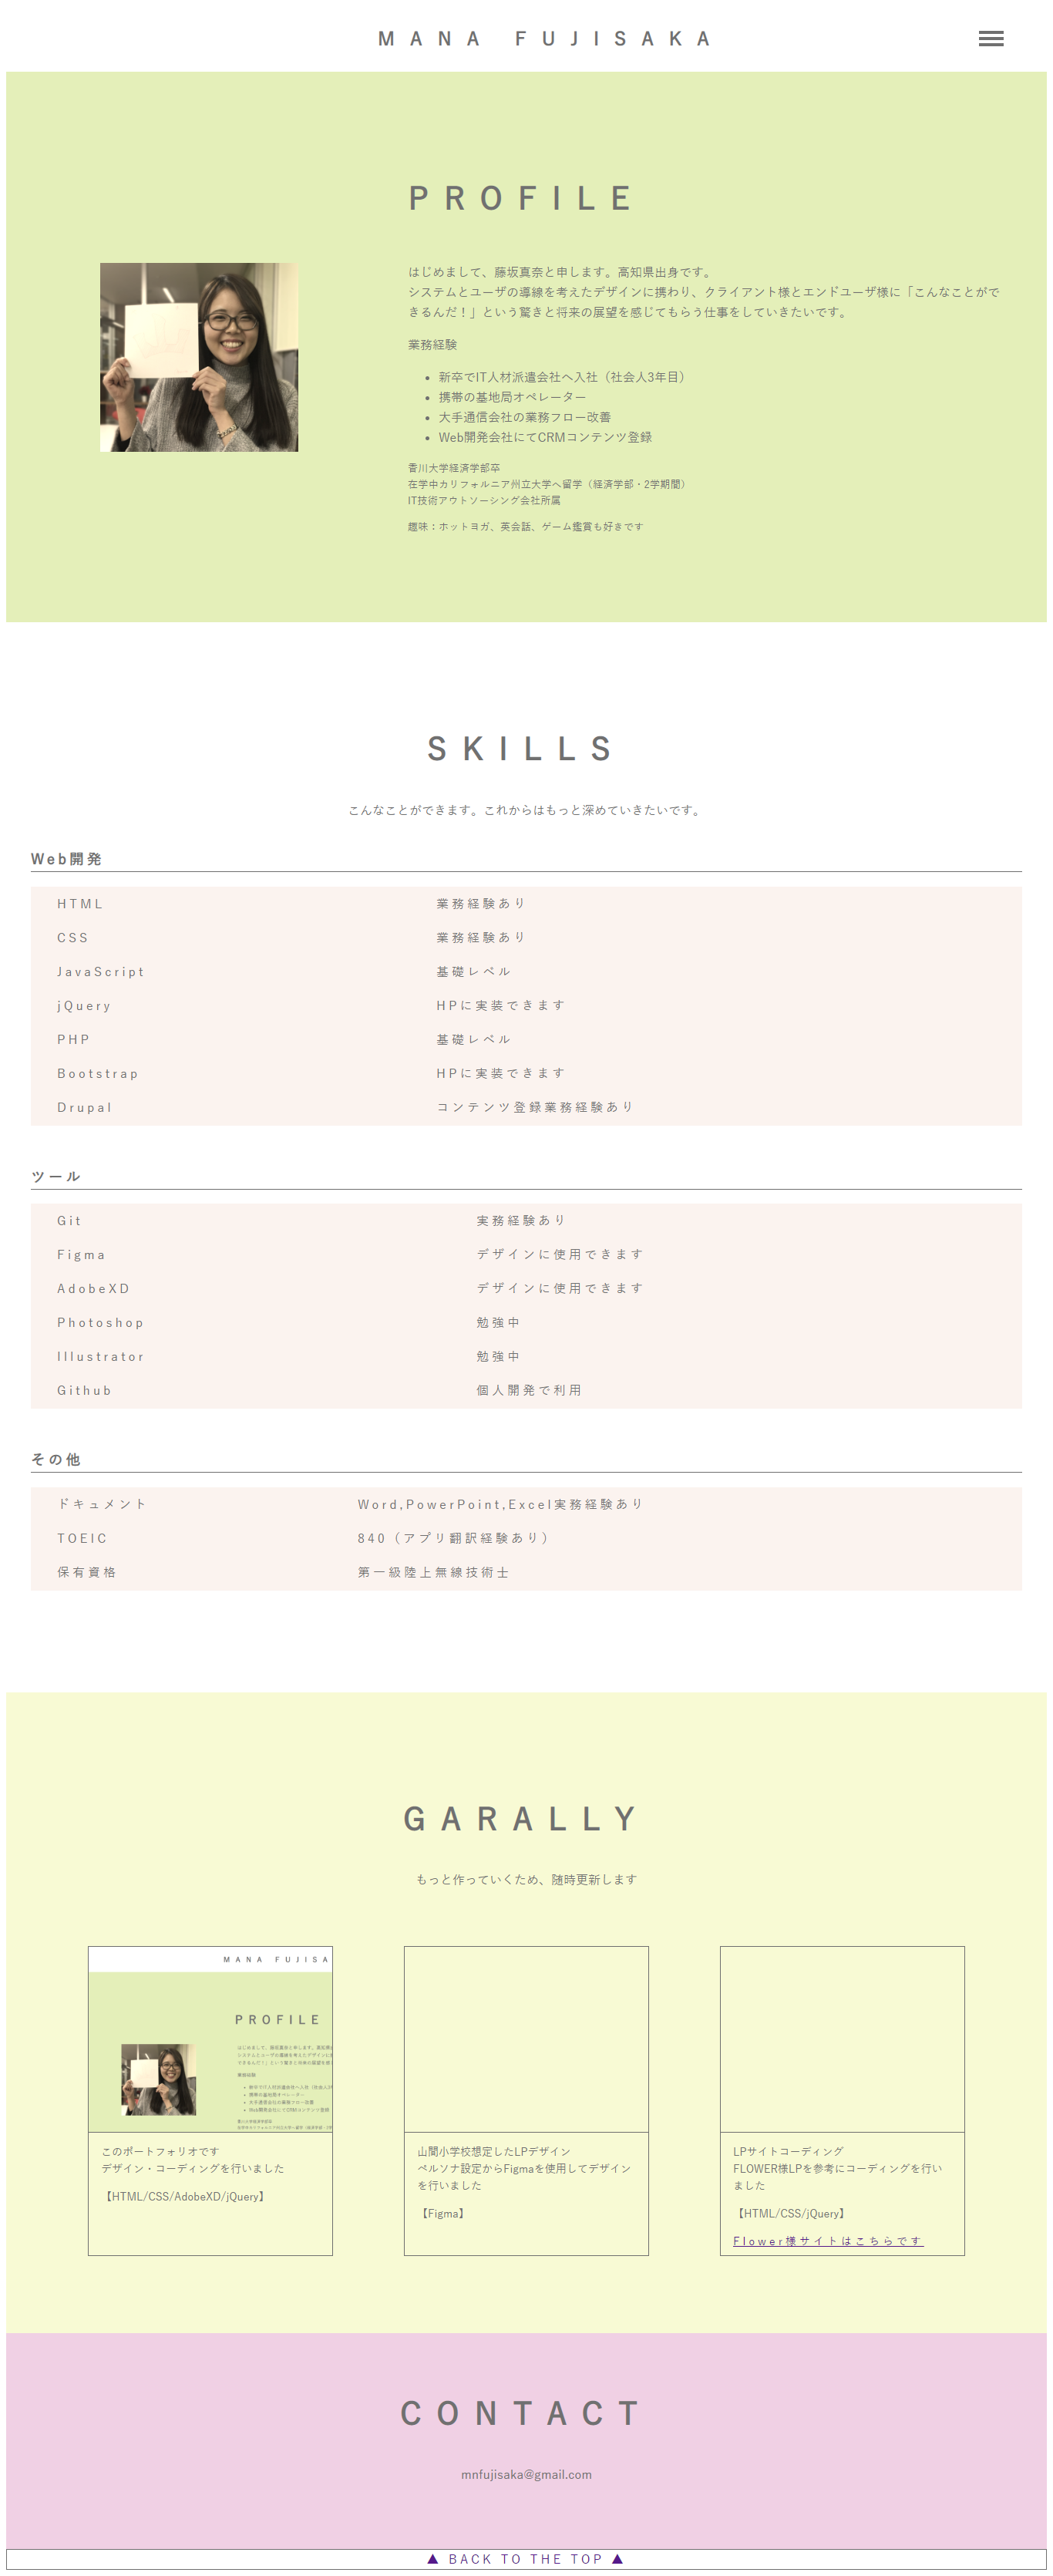 MANA FUJISAKA
PROFILE
はじめまして、藤坂真奈と申します。高知県出身です。
システムとユーザの導線を考えたデザインに携わり、クライアント様とエンドユーザ様に「こんなことがで
きるんだ！」という驚きと将来の展望を感じてもらう仕事をしていきたいです。
業務経験
• 新卒でIT人材派遣会社へ入社（社会人3年目）
• 携帯の基地局オペレーター
• 大手通信会社の業務フロー改善
• Web開発会社にてCRMコンテンツ登録
香川大学経済学部卒
在学中カリフォルニア州立大学へ留学（経済学部・2学期間）
IT技術アウトソーシング会社所属
趣味：ホットヨガ、英会話、ゲーム鑑賞も好きです
SKILLS
こんなことができます。これからはもっと深めていきたいです。
Web開発
HTML 業務経験あり
CSS 業務経験あり
JavaScript 基礎レベル
jQuery HPに実装できます
PHP 基礎レベル
Bootstrap HPに実装できます
Drupal コンテンツ登録業務経験あり
ツール
Git 実務経験あり
Figma デザインに使用できます
AdobeXD デザインに使用できます
Photoshop 勉強中
Illustrator 勉強中
Github 個人開発で利用
その他
ドキュメント Word,PowerPoint,Excel実務経験あり
TOEIC 840（アプリ翻訳経験あり）
保有資格 第一級陸上無線技術士
GARALLY
もっと作っていくため、随時更新します
MANA FUJISA
PROFILE
このポートフォリオです
デザイン・コーディングを行いました
【HTML/CSS/AdobeXD/jQuery】
山間小学校想定したLPデザイン
ペルソナ設定からFigmaを使用してデザイン
を行いました
【Figma】
LPサイトコーディング
FLOWER様LPを参考にコーディングを行い
ました
【HTML/CSS/jQuery】
Flower様サイトはこちらです
CONTACT
mnfujisaka@gmail.com
▲ BACK TO THE TOP ▲